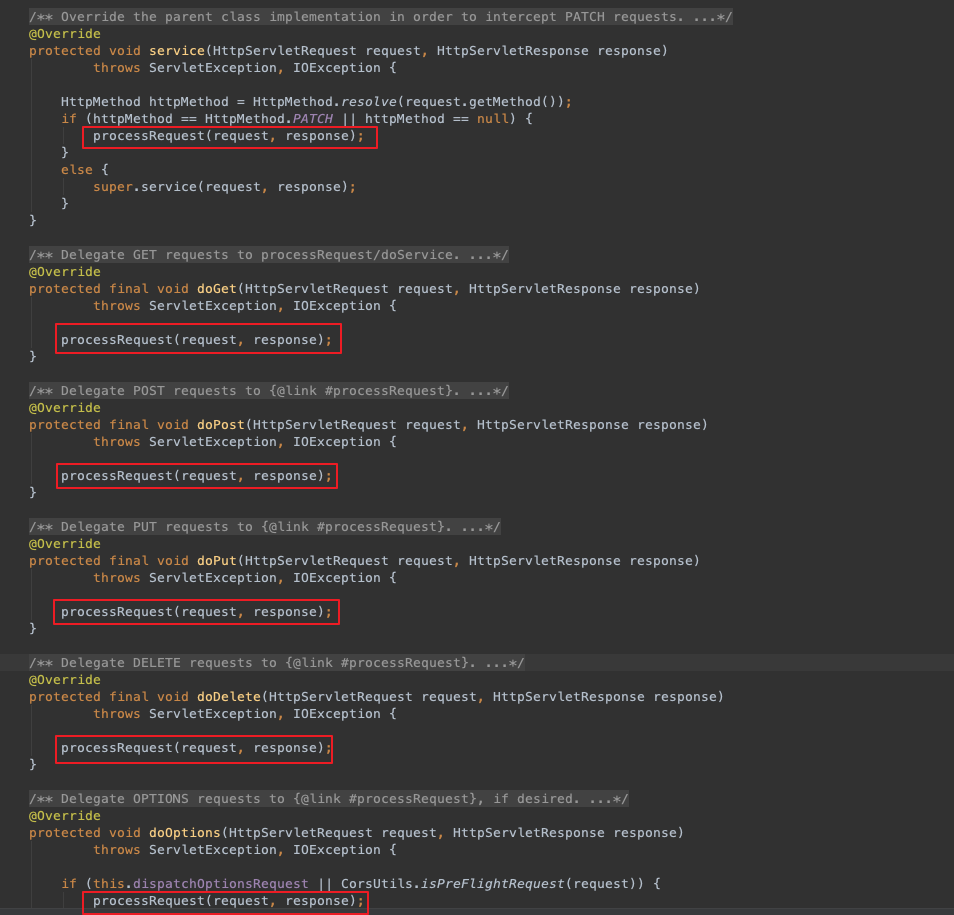 /** Override the parent class implementation in order to intercept PATCH requests. ...*/
@Override
protected void service(HttpServletRequest request, HttpServletResponse response)
        throws ServletException, IOException {
    HttpMethod httpMethod = HttpMethod.resolve(request.getMethod());
    if (httpMethod == HttpMethod.PATCH || httpMethod == null) {
        processRequest(request, response);
    }
    else {
        super.service(request, response);
    }
}
/** Delegate GET requests to processRequest/doService. ...*/
@Override
protected final void doGet(HttpServletRequest request, HttpServletResponse response)
        throws ServletException, IOException {
    processRequest(request, response);
}
/** Delegate POST requests to {@link #processRequest}. ...*/
@Override
protected final void doPost(HttpServletRequest request, HttpServletResponse response)
        throws ServletException, IOException {
    processRequest(request, response);
}
/** Delegate PUT requests to {@link #processRequest}. ...*/
@Override
protected final void doPut(HttpServletRequest request, HttpServletResponse response)
        throws ServletException, IOException {
    processRequest(request, response);
}
/** Delegate DELETE requests to {@link #processRequest}. ...*/
@Override
protected final void doDelete(HttpServletRequest request, HttpServletResponse response)
        throws ServletException, IOException {
    processRequest(request, response);
}
/** Delegate OPTIONS requests to {@link #processRequest}, if desired. ...*/
@Override
protected void doOptions(HttpServletRequest request, HttpServletResponse response)
        throws ServletException, IOException {
    if (this.dispatchOptionsRequest || CorsUtils.isPreFlightRequest(request)) {
        processRequest(request, response);